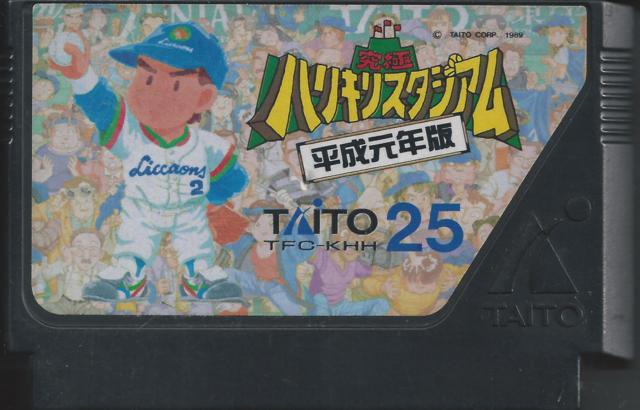 © TAITO CORP. 1989
究極
ハリキリスタジアム
平成元年版
Liccaons
2
TAITO 25
TFC-KHH
TAITO